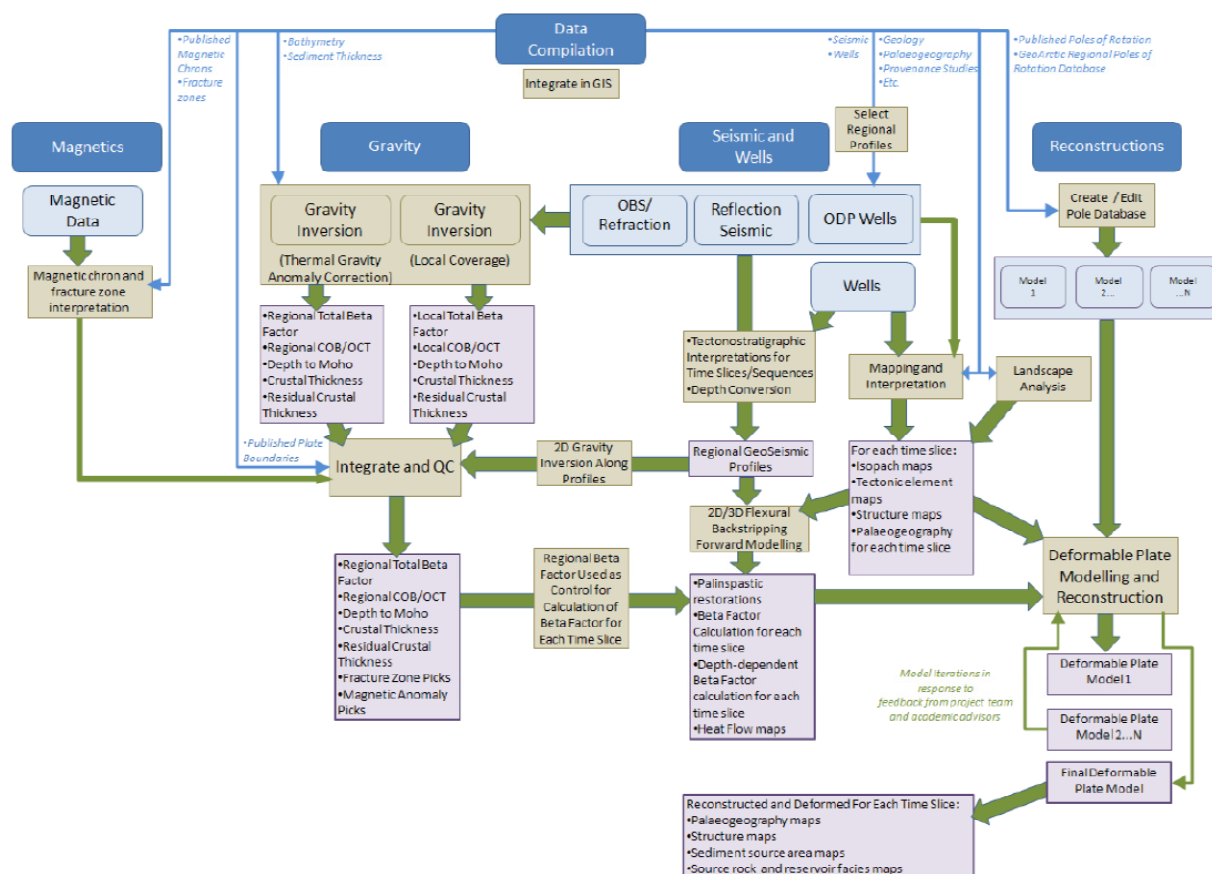 Data
Compilation
Integrate in GIS
•Published
Magnetic
Chrons
•Fracture
zones
•Bathymetry
•Sediment Thickness
•Seismic
•Wells
•Geology
•Palaeogeography
•Provenance Studies
•Etc.
•Published Poles of Rotation
•GeoArctic Regional Poles of
Rotation Database
Select
Regional
Profiles
Magnetics
Gravity
Seismic and
Wells
Reconstructions
Magnetic
Data
Magnetic chron and
fracture zone
interpretation
Gravity
Inversion
(Thermal Gravity
Anomaly Correction)
Gravity
Inversion
(Local Coverage)
OBS/
Refraction
Reflection
Seismic
ODP Wells
Create / Edit
Pole Database
Model
1
Model
2...
Model
...N
Wells
•Regional Total Beta
Factor
•Regional COB/OCT
•Depth to Moho
•Crustal Thickness
•Residual Crustal
Thickness
•Local Total Beta
Factor
•Local COB/OCT
•Depth to Moho
•Crustal Thickness
•Residual Crustal
Thickness
•Tectonostratigraphic
Interpretations for
Time Slices/Sequences
•Depth Conversion
Mapping and
Interpretation
Landscape
Analysis
•Published Plate
Boundaries
Integrate and QC
2D Gravity
Inversion Along
Profiles
Regional GeoSeismic
Profiles
For each time slice:
•Isopach maps
•Tectonic element
maps
•Structure maps
•Palaeogeography
for each time slice
2D/3D Flexural
Backstripping
Forward Modelling
Deformable Plate
Modelling and
Reconstruction
•Regional Total Beta
Factor
•Regional COB/OCT
•Depth to Moho
•Crustal Thickness
•Residual Crustal
Thickness
•Fracture Zone Picks
•Magnetic Anomaly
Picks
Regional Beta
Factor Used as
Control for
Calculation of
Beta Factor for
Each Time Slice
•Palinspastic
restorations
•Beta Factor
Calculation for each
time slice
•Depth-dependent
Beta Factor
calculation for each
time slice
•Heat Flow maps
Model Iterations in
response to
feedback from project team
and academic advisors
Deformable Plate
Model 1
Deformable Plate
Model 2...N
Final Deformable
Plate Model
Reconstructed and Deformed For Each Time Slice:
•Palaeogeography maps
•Structure maps
•Sediment source area maps
•Source rock and reservoir facies maps